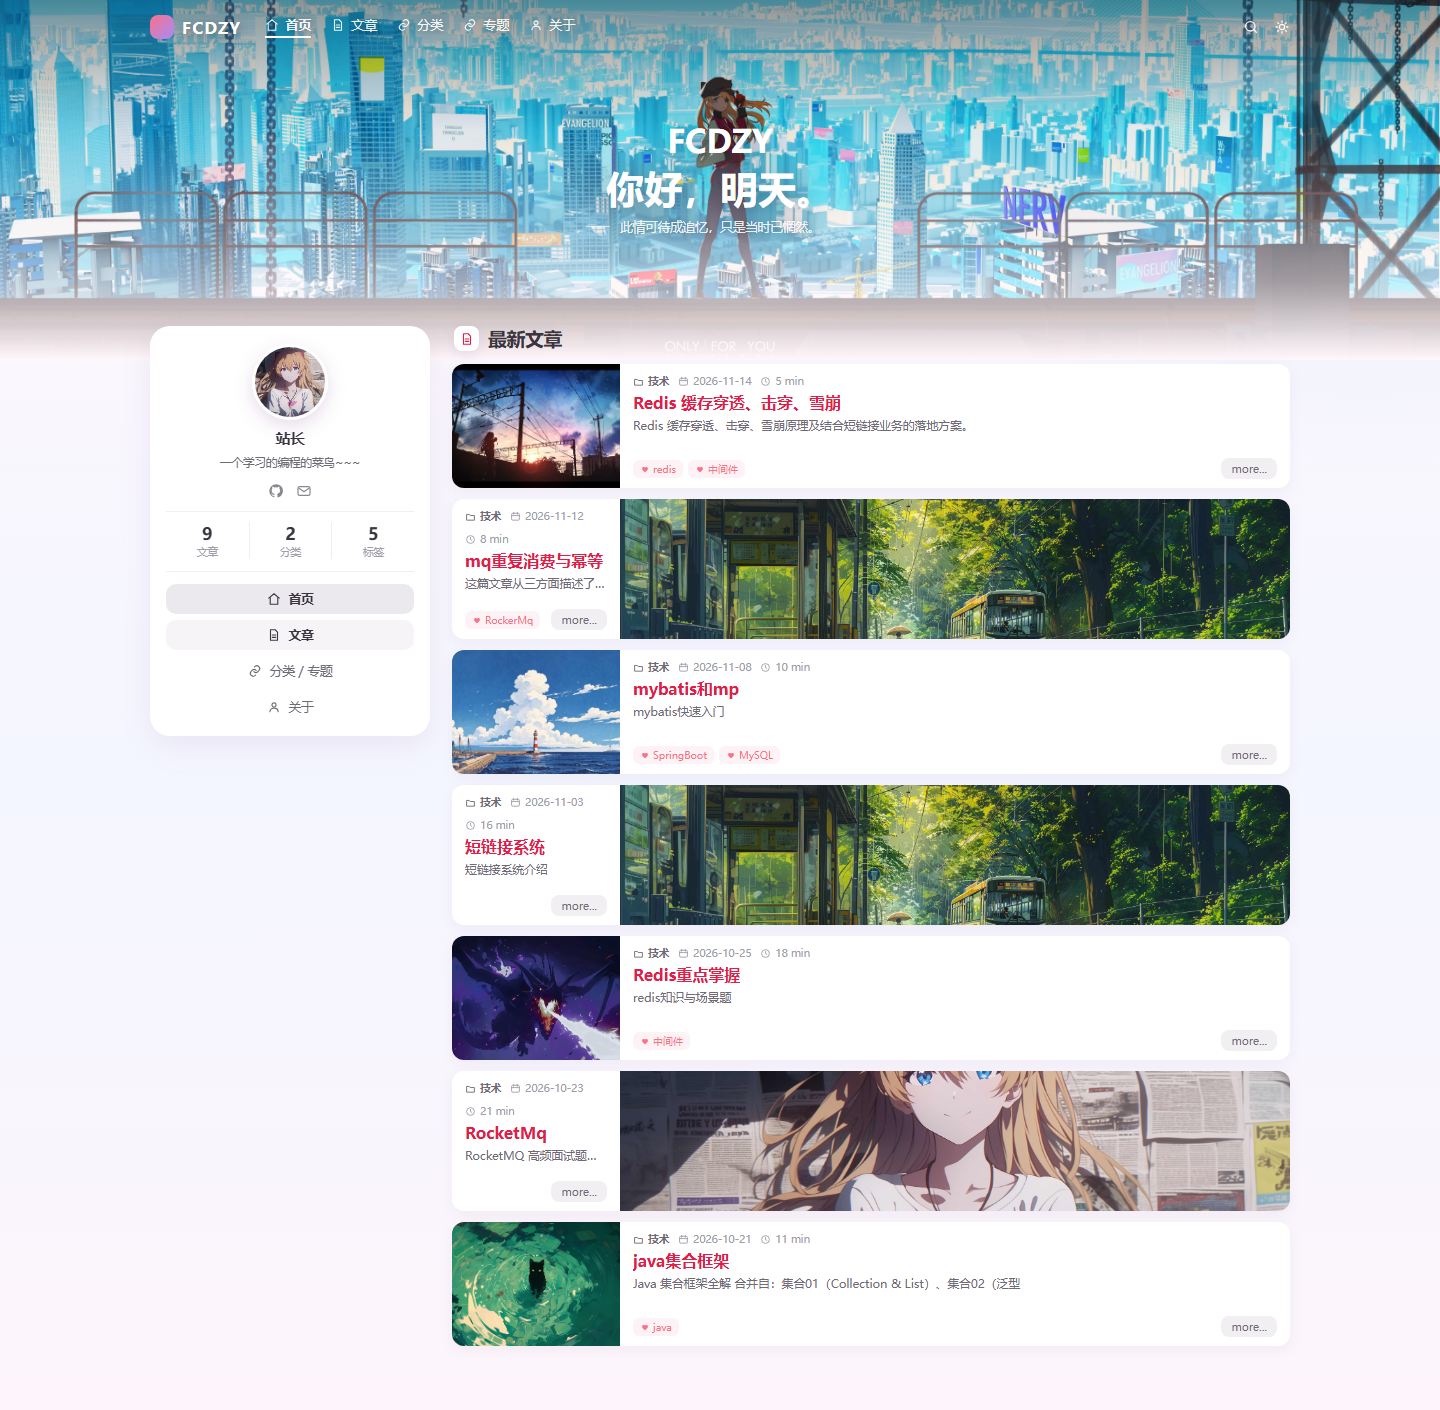 FCDZY
首页
文章
分类
专题
关于
EVANGELION
FCDZY
你好，明天。
此情可待成追忆，只是当时已惘然。
NERV
EVANGELION
ONLY FOR YOU
站长
一个学习的编程的菜鸟~~~
9 2 5
文章 分类 标签
首页
文章
分类 / 专题
关于
最新文章
技术 2026-11-14 5 min
Redis 缓存穿透、击穿、雪崩
Redis 缓存穿透、击穿、雪崩原理及结合短链接业务的落地方案。
redis 中间件 more...
技术 2026-11-12
8 min
mq重复消费与幂等
这篇文章从三方面描述了...
RockerMq more...
技术 2026-11-08 10 min
mybatis和mp
mybatis快速入门
SpringBoot MySQL more...
技术 2026-11-03
16 min
短链接系统
短链接系统介绍
more...
技术 2026-10-25 18 min
Redis重点掌握
redis知识与场景题
中间件 more...
技术 2026-10-23
21 min
RocketMq
RocketMQ 高频面试题...
more...
技术 2026-10-21 11 min
java集合框架
Java 集合框架全解 合并自：集合01（Collection & List）、集合02（泛型
java more...